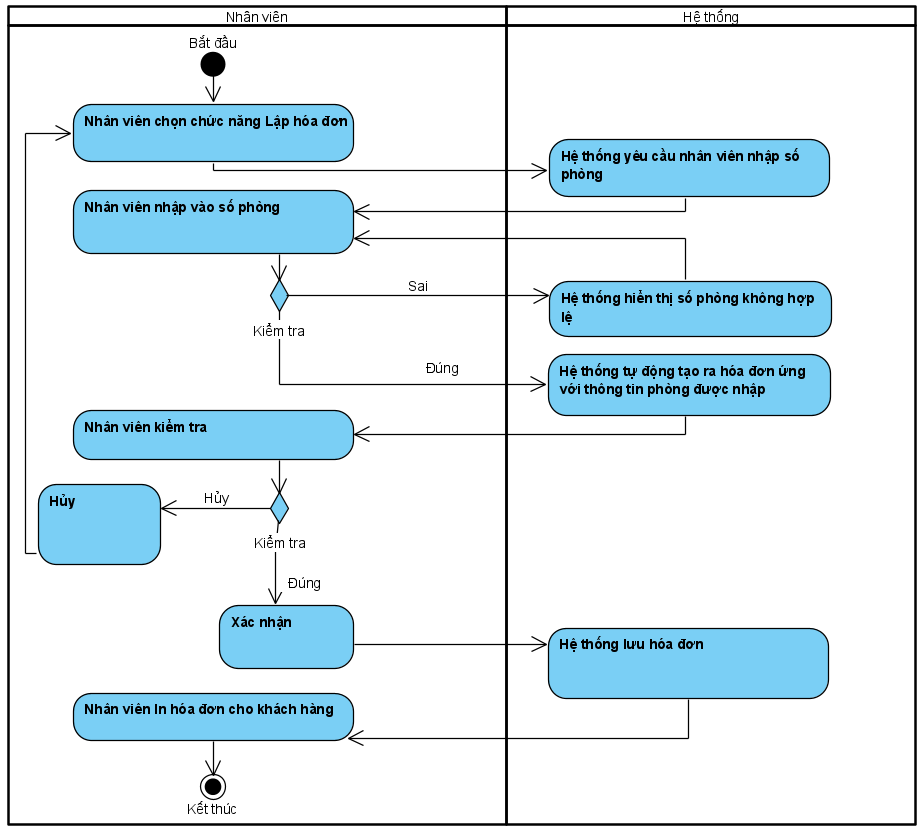 Nhân viên
Hệ thống
Bắt đầu
Nhân viên chọn chức năng Lập hóa đơn
Hệ thống yêu cầu nhân viên nhập số
phòng
Nhân viên nhập vào số phòng
Sai
Hệ thống hiển thị số phòng không hợp
lệ
Kiểm tra
Đúng
Hệ thống tự động tạo ra hóa đơn ứng
với thông tin phòng được nhập
Nhân viên kiểm tra
Hủy
Hủy
Kiểm tra
Đúng
Xác nhận
Hệ thống lưu hóa đơn
Nhân viên In hóa đơn cho khách hàng
Kết thúc